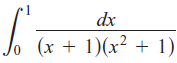 ∫₀¹ dx / ((x + 1)(x² + 1))